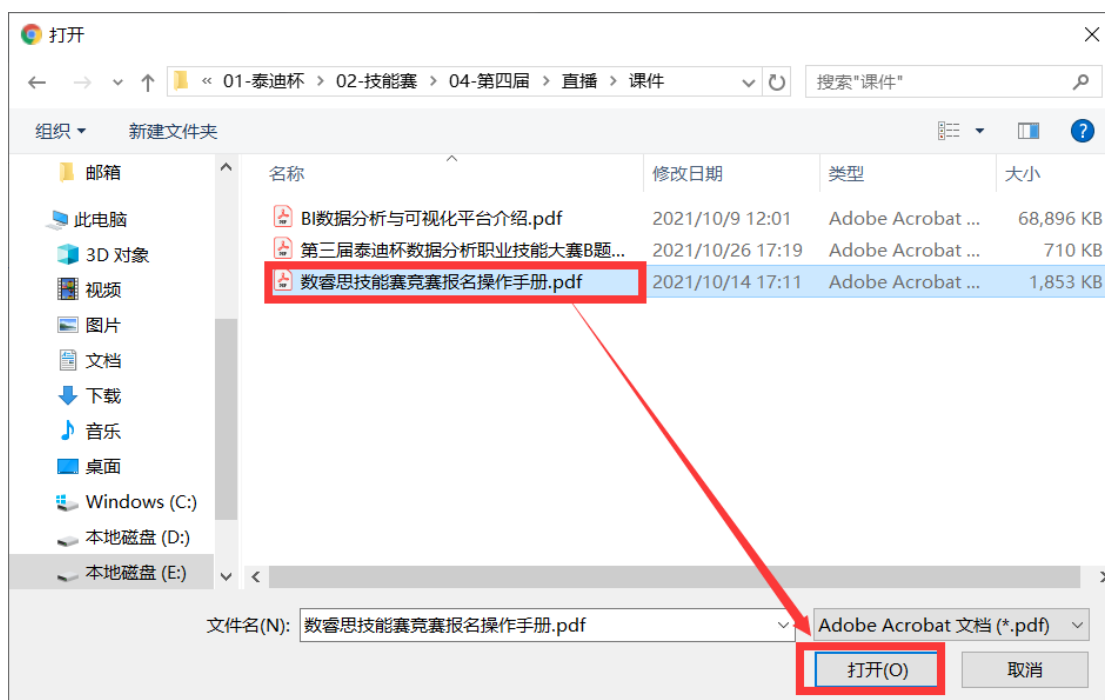 打开
« 01-泰迪杯 > 02-技能赛 > 04-第四届 > 直播 > 课件
搜索"课件"
组织 新建文件夹
名称 修改日期 类型 大小
BI数据分析与可视化平台介绍.pdf 2021/10/9 12:01 Adobe Acrobat ... 68,896 KB
第三届泰迪杯数据分析职业技能大赛B题... 2021/10/26 17:19 Adobe Acrobat ... 710 KB
数睿思技能赛竞赛报名操作手册.pdf 2021/10/14 17:11 Adobe Acrobat ... 1,853 KB
邮箱
此电脑
3D 对象
视频
图片
文档
下载
音乐
桌面
Windows (C:)
本地磁盘 (D:)
本地磁盘 (E:)
文件名(N): 数睿思技能赛竞赛报名操作手册.pdf Adobe Acrobat 文档 (*.pdf)
打开(O) 取消